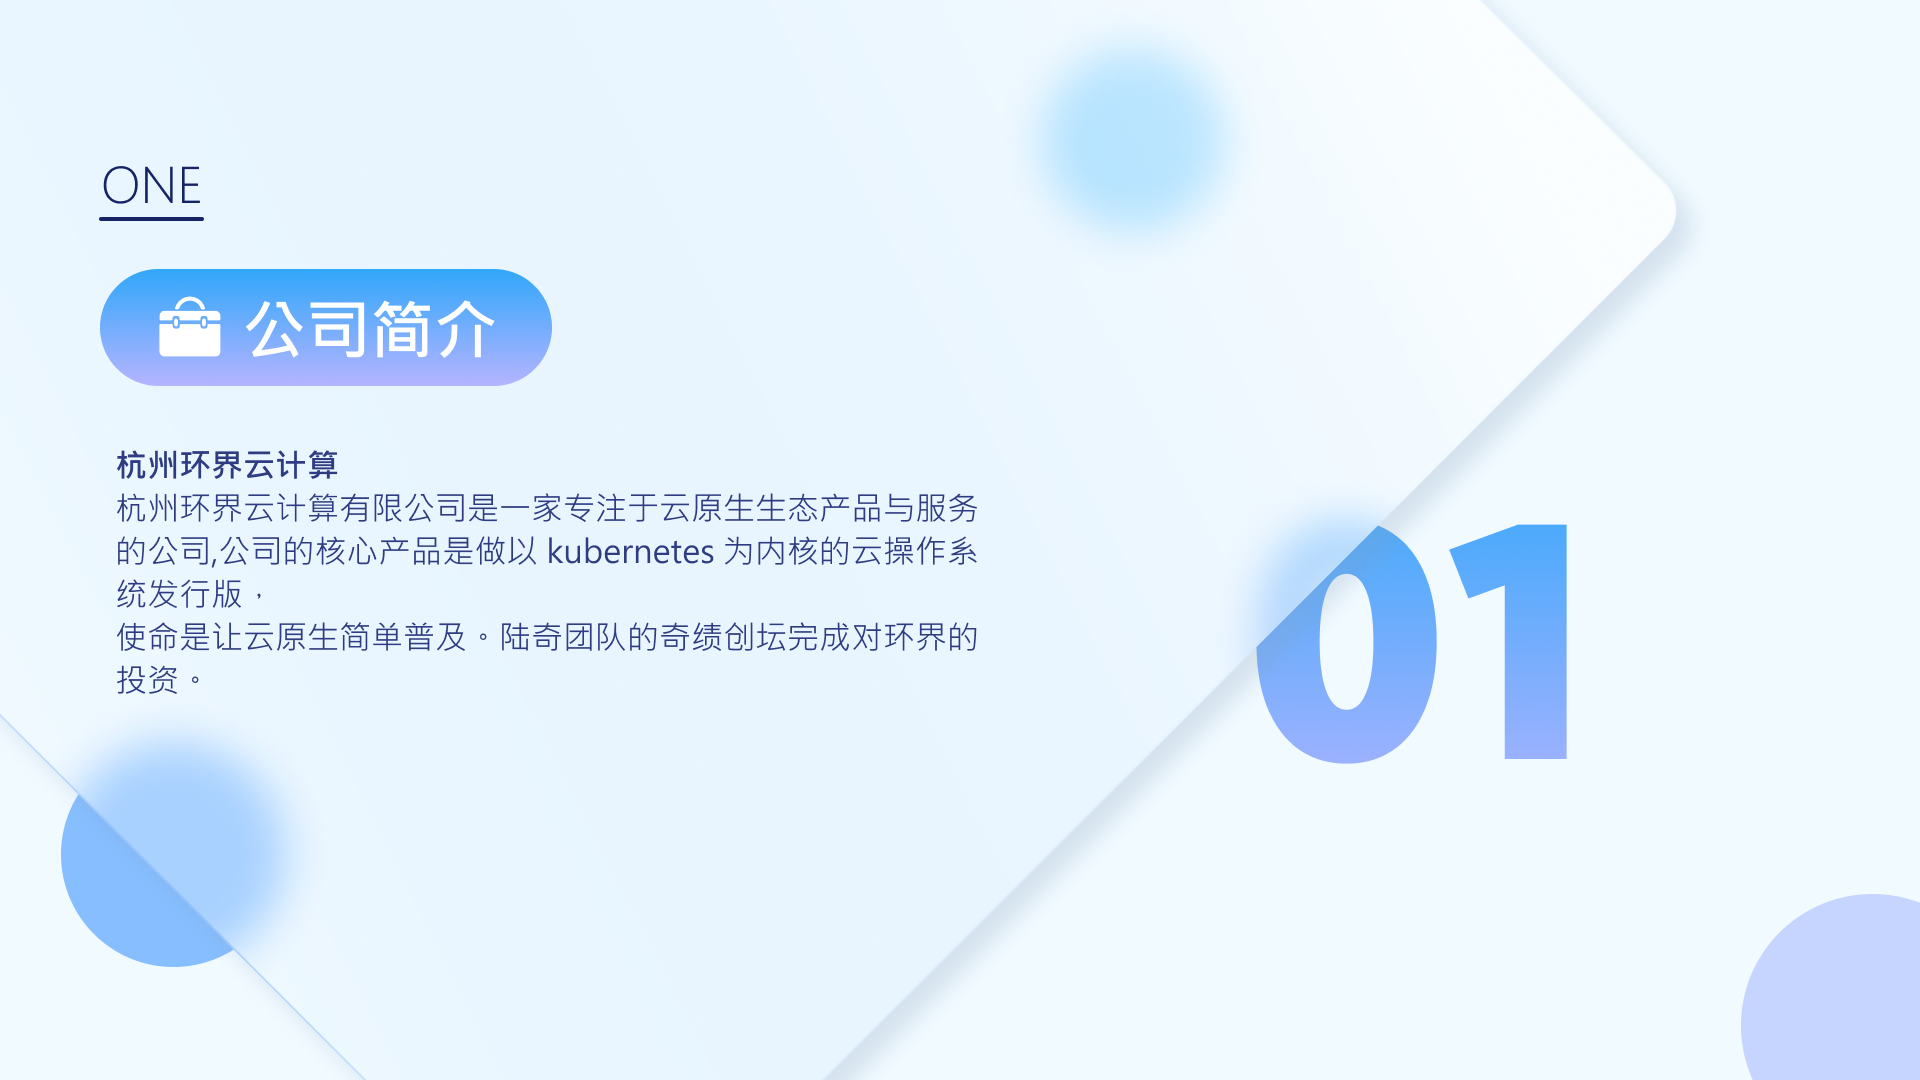 ONE
公司简介
杭州环界云计算
杭州环界云计算有限公司是一家专注于云原生生态产品与服务
的公司,公司的核心产品是做以 kubernetes 为内核的云操作系
统发行版，
使命是让云原生简单普及。陆奇团队的奇绩创坛完成对环界的
投资。
01